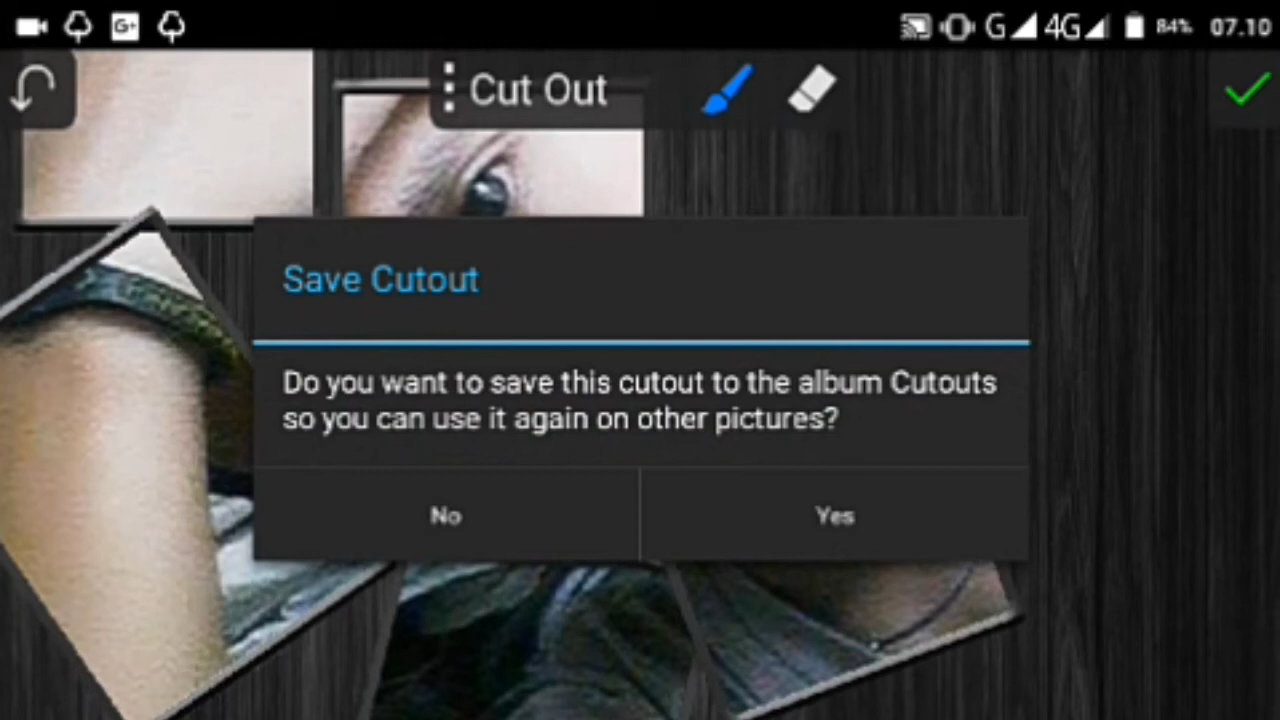 G+ G 4G 84% 07.10
Cut Out
Save Cutout
Do you want to save this cutout to the album Cutouts
so you can use it again on other pictures?
No Yes